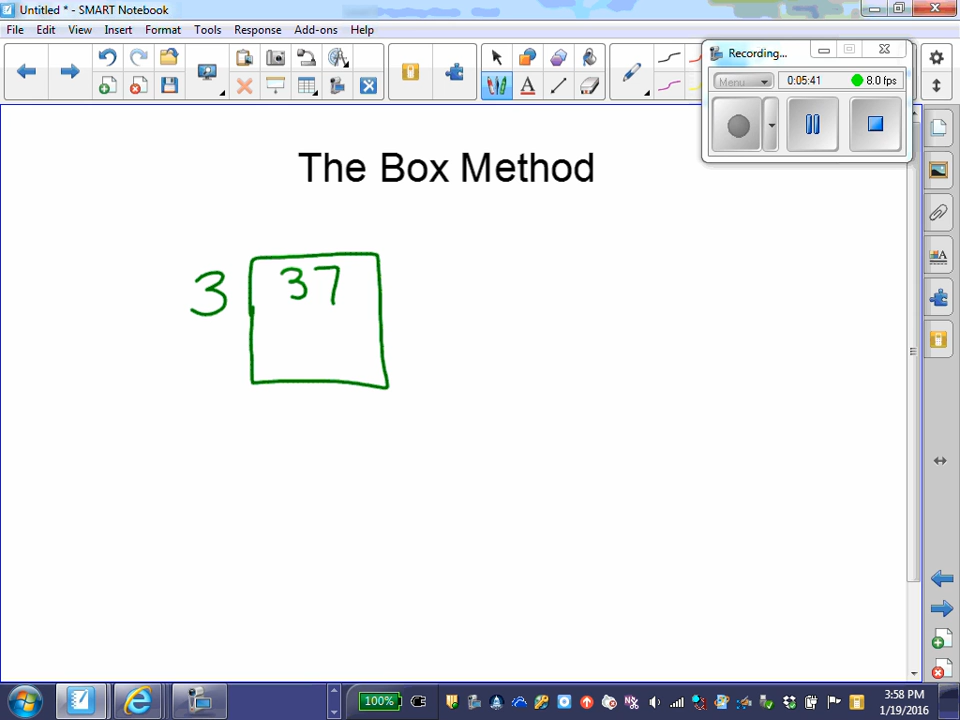 Untitled * - SMART Notebook
File Edit View Insert Format Tools Response Add-ons Help
Recording...
Menu 0:05:41 8.0 fps
The Box Method
3 37
100%
3:58 PM
1/19/2016